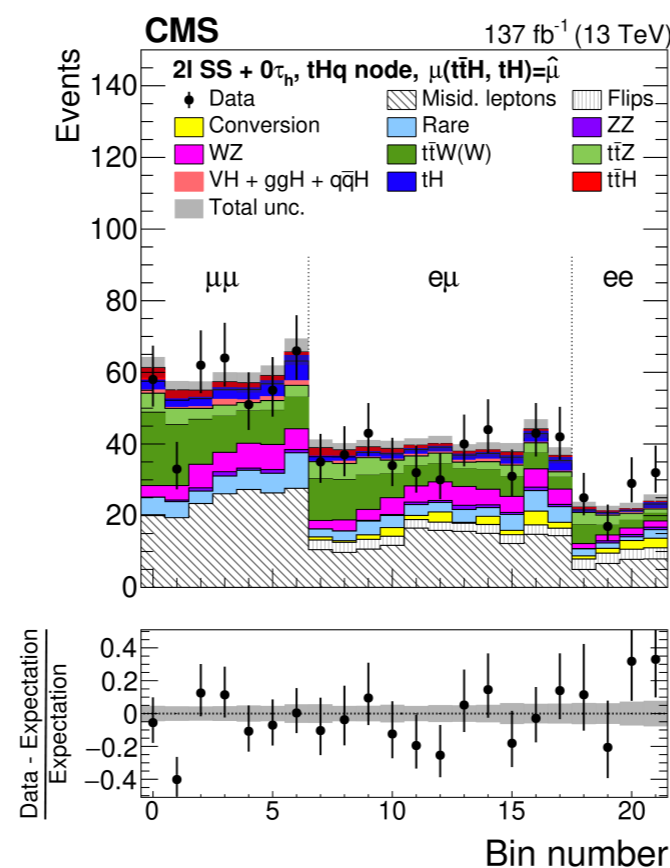 CMS 137 fb⁻¹ (13 TeV)
Events
2l SS + 0τₕ, tHq node, μ(tt̄H, tH)=μ̂
Data Misid. leptons Flips
Conversion Rare ZZ
WZ tt̄W(W) tt̄Z
VH + ggH + qq̄H tH tt̄H
Total unc.
μμ eμ ee
140
120
100
80
60
40
20
0
Data - Expectation
Expectation
0.4
0.2
0
−0.2
−0.4
0 5 10 15 20
Bin number